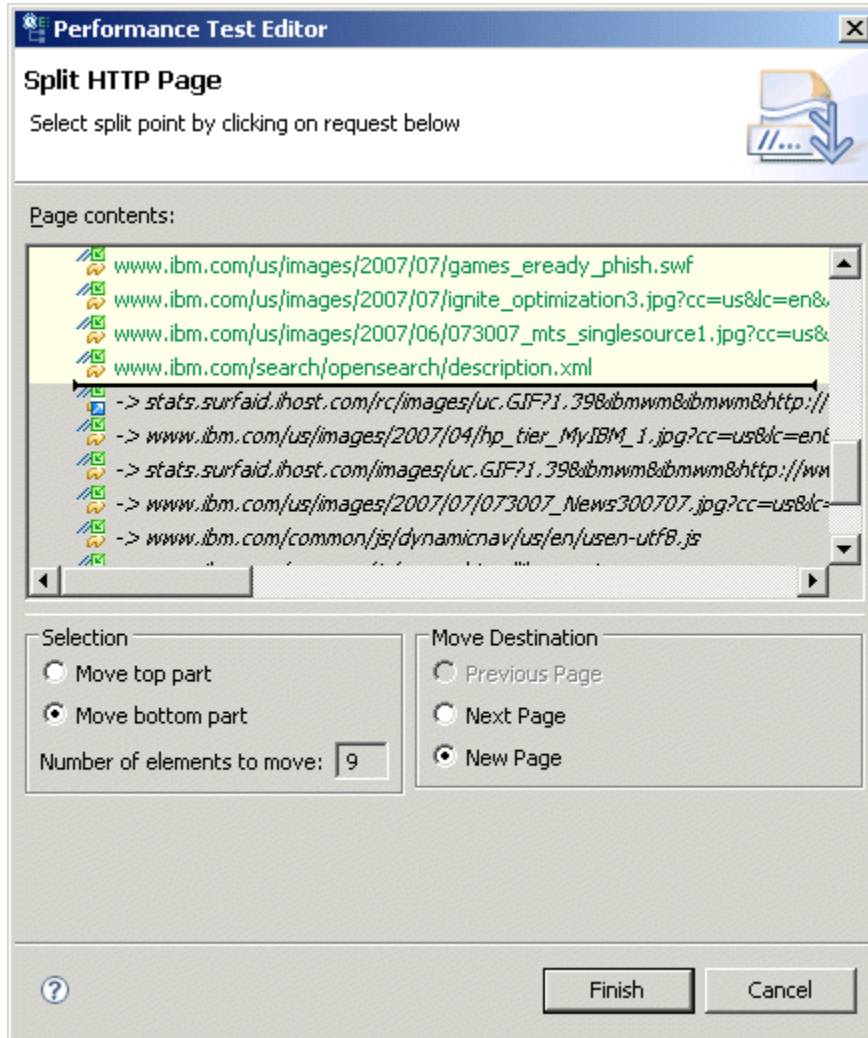 Performance Test Editor
Split HTTP Page
Select split point by clicking on request below
//...
Page contents:
www.ibm.com/us/images/2007/07/games_eready_phish.swf
www.ibm.com/us/images/2007/07/ignite_optimization3.jpg?cc=us&lc=en&
www.ibm.com/us/images/2007/06/073007_mts_singlesource1.jpg?cc=us&
www.ibm.com/search/opensearch/description.xml
-> stats.surfaid.ihost.com/rc/images/uc.GIF?1.39&ibmwm&ibmwm&http://
-> www.ibm.com/us/images/2007/04/hp_tier_MyIBM_1.jpg?cc=us&lc=en&
-> stats.surfaid.ihost.com/images/uc.GIF?1.39&ibmwm&ibmwm&http://ww
-> www.ibm.com/us/images/2007/07/073007_News300707.jpg?cc=us&lc=
-> www.ibm.com/common/js/dynamicnav/us/en/usen-utf8.js
Selection
Move top part
Move bottom part
Number of elements to move: 9
Move Destination
Previous Page
Next Page
New Page
?
Finish
Cancel